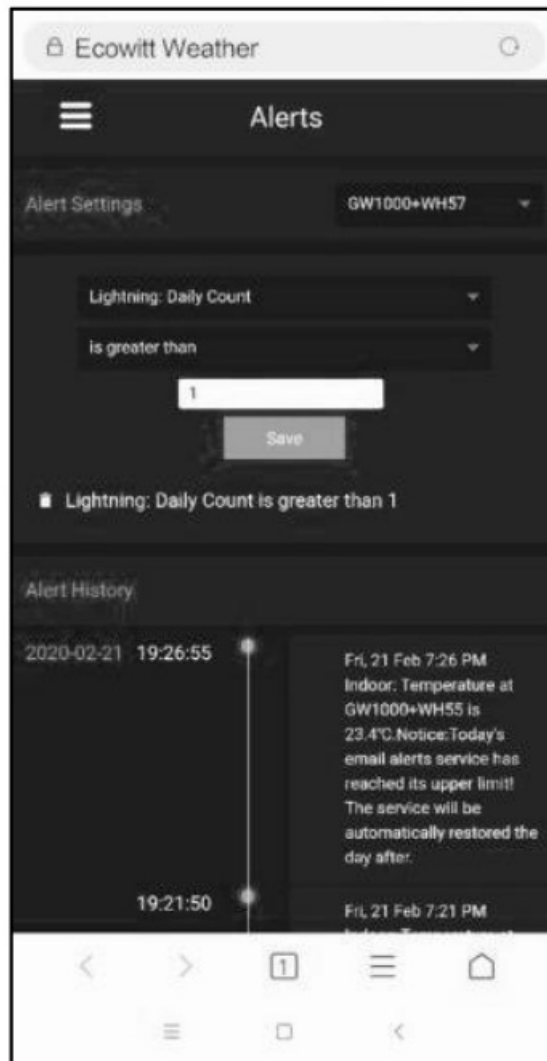 Ecowitt Weather
Alerts
Alert Settings
GW1000+WH57
Lightning: Daily Count
is greater than
1
Save
Lightning: Daily Count is greater than 1
Alert History
2020-02-21 19:26:55
Fri, 21 Feb 7:26 PM
Indoor: Temperature at
GW1000+WH55 is
23.4℃.Notice:Today's
email alerts service has
reached its upper limit!
The service will be
automatically restored the
day after.
19:21:50
Fri, 21 Feb 7:21 PM
1